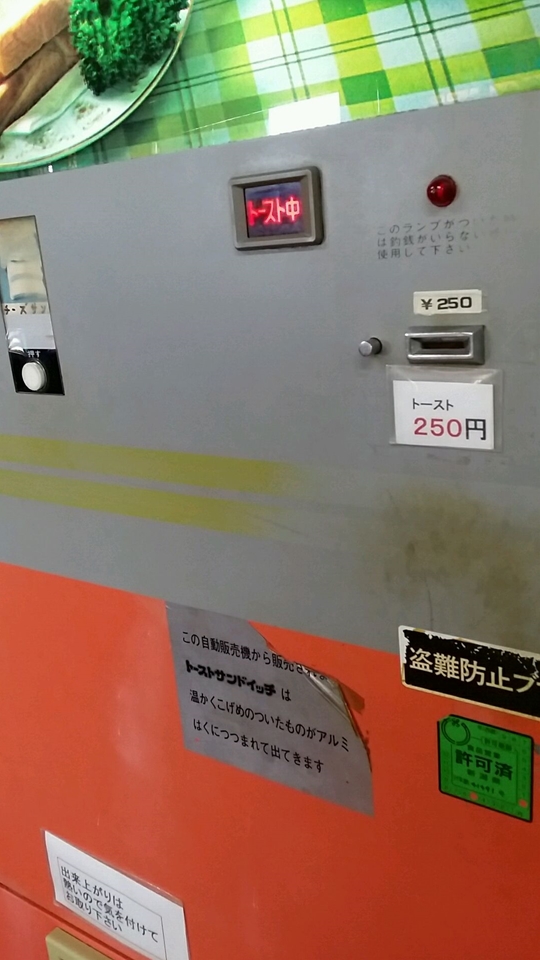 トースト中
このランプがつ
は釣銭がいらな
使用して下さい
¥250
チーズサン
押す
トースト
250円
この自動販売機から販売され
トーストサンドイッチ は
温かくこげめのついたものがアルミ
はくにつつまれて出てきます
盗難防止ブ
許可済
出来上がりは
熱いので気を付けて
お取り下さい